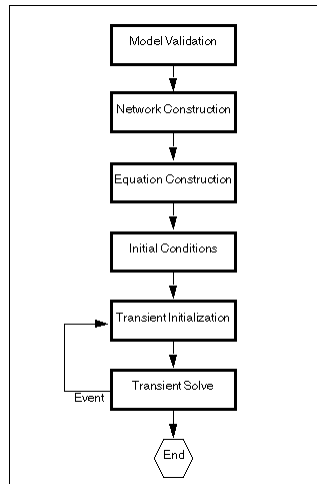 Model Validation
Network Construction
Equation Construction
Initial Conditions
Transient Initialization
Transient Solve
Event
End